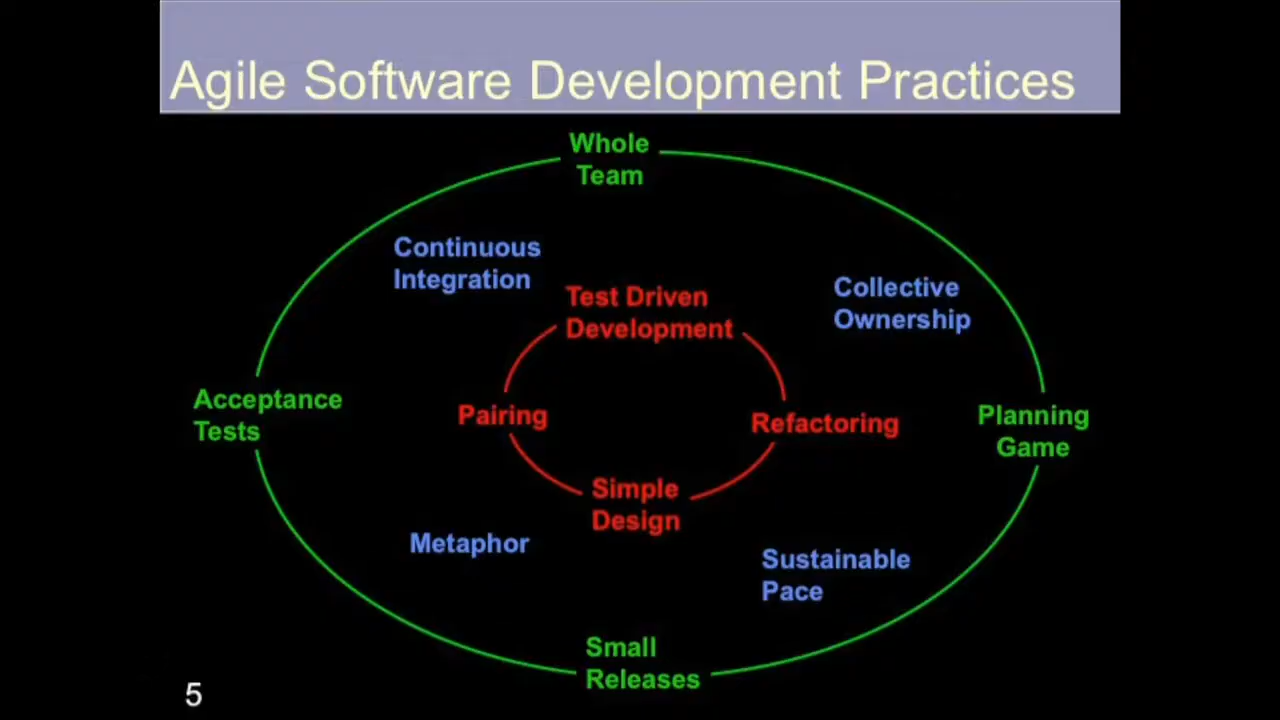 Agile Software Development Practices
Whole
Team
Continuous
Integration
Collective
Ownership
Test Driven
Development
Acceptance
Tests
Pairing
Refactoring
Planning
Game
Simple
Design
Metaphor
Sustainable
Pace
Small
Releases
5